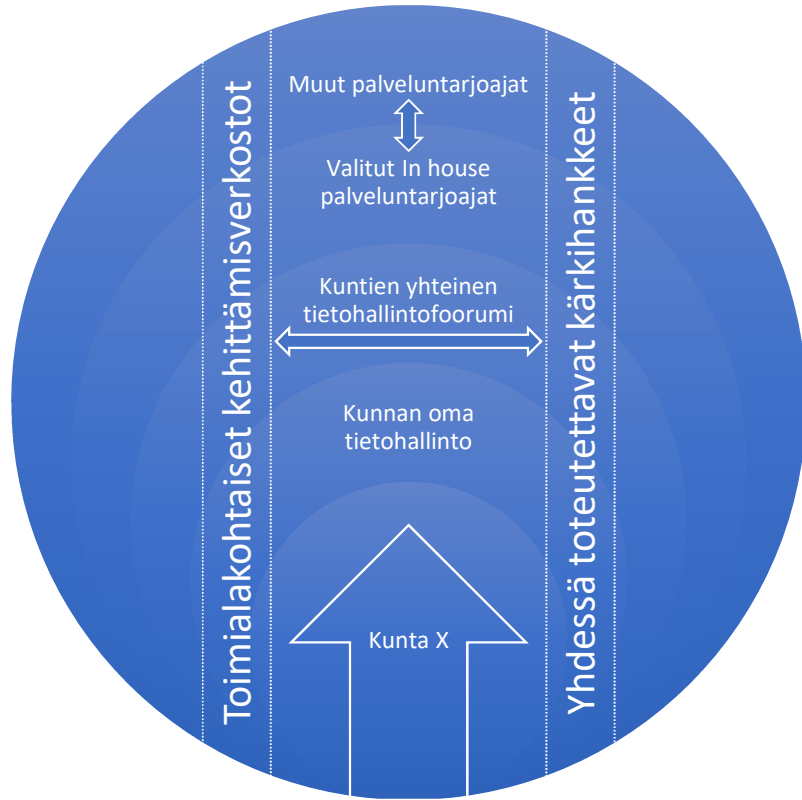 Muut palveluntarjoajat
Valitut In house
palveluntarjoajat
Kuntien yhteinen
tietohallintofoorumi
Kunnan oma
tietohallinto
Kunta X
Toimialakohtaiset kehittämisverkostot
Yhdessä toteutettavat kärkihankkeet